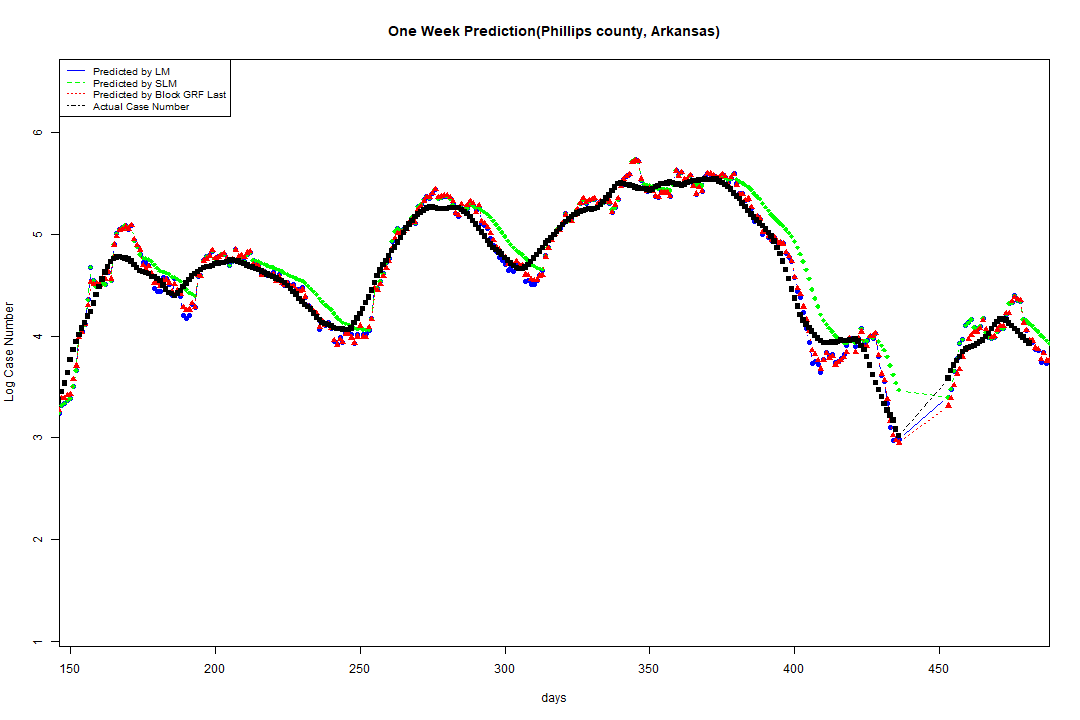 One Week Prediction(Phillips county, Arkansas)
Predicted by LM
Predicted by SLM
Predicted by Block GRF Last
Actual Case Number
Log Case Number
6
5
4
3
2
1
150 200 250 300 350 400 450
days